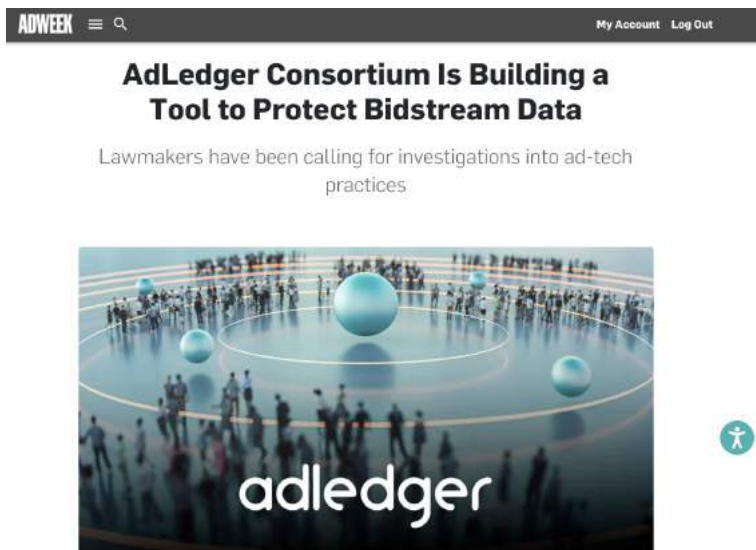 ADWEEK
My Account Log Out
AdLedger Consortium Is Building a
Tool to Protect Bidstream Data
Lawmakers have been calling for investigations into ad-tech
practices
adledger